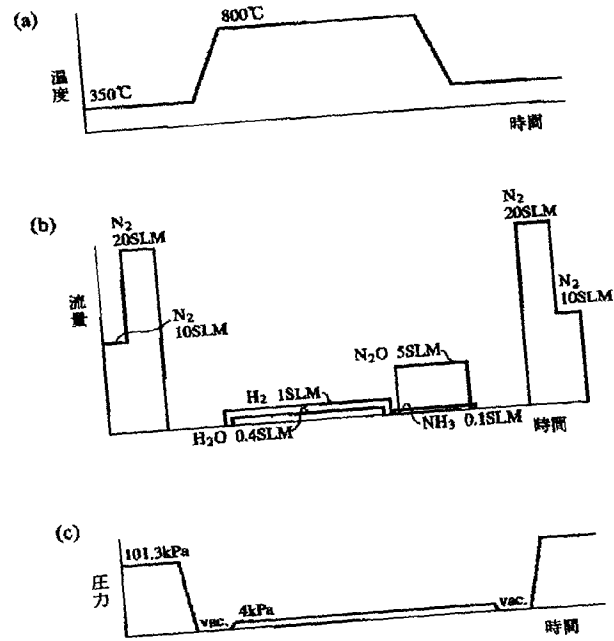 (a)
800℃
温度
350℃
時間
(b)
N₂
20SLM
N₂
20SLM
流量
N₂
10SLM
N₂
10SLM
N₂O 5SLM
H₂ 1SLM
H₂O 0.4SLM
NH₃ 0.1SLM
時間
(c)
101.3kPa
圧力
vac.
4kPa
vac.
時間